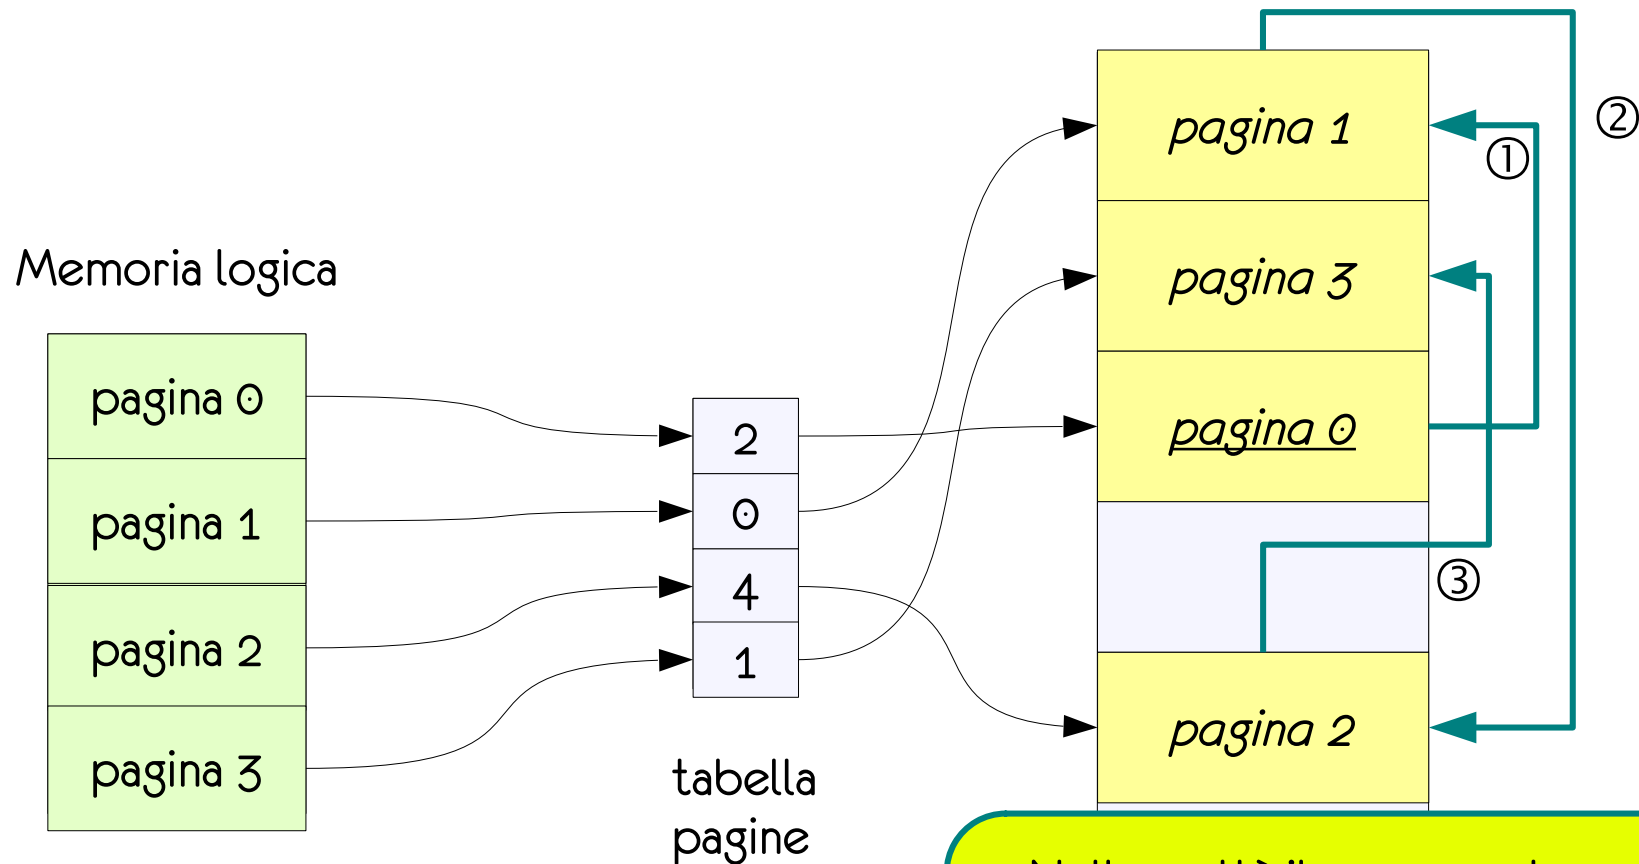 Memoria logica
pagina 0
pagina 1
pagina 2
pagina 3
2
0
4
1
tabella
pagine
pagina 1
pagina 3
pagina 0
pagina 2
①
②
③